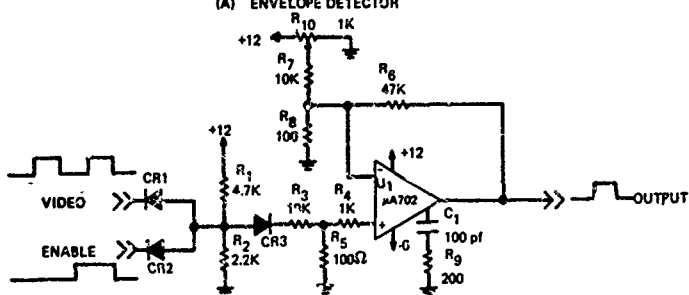 (A) ENVELOPE DETECTOR
R10 1K
+12
R7
10K
R6
47K
R8
100
+12
+12
VIDEO
CR1
R1
4.7K
R3
R4
1K
U1
μA702
C1
100 pf
OUTPUT
ENABLE
CR2
R2
2.2K
CR3
R5
100Ω
R9
200